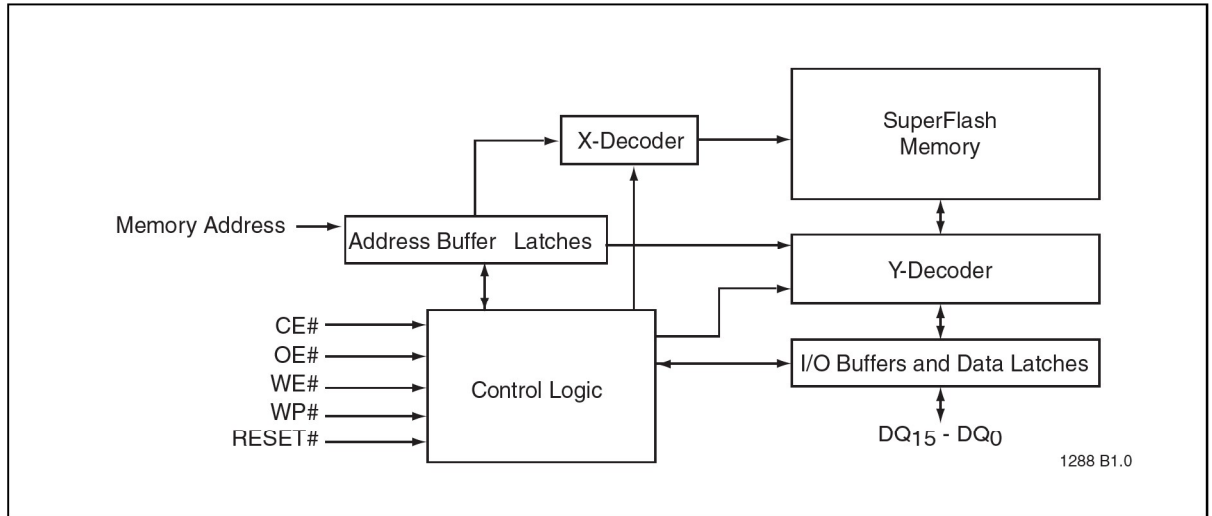 SuperFlash
Memory
X-Decoder
Memory Address
Address Buffer Latches
Y-Decoder
CE#
OE#
WE#
WP#
RESET#
Control Logic
I/O Buffers and Data Latches
DQ15 - DQ0
1288 B1.0